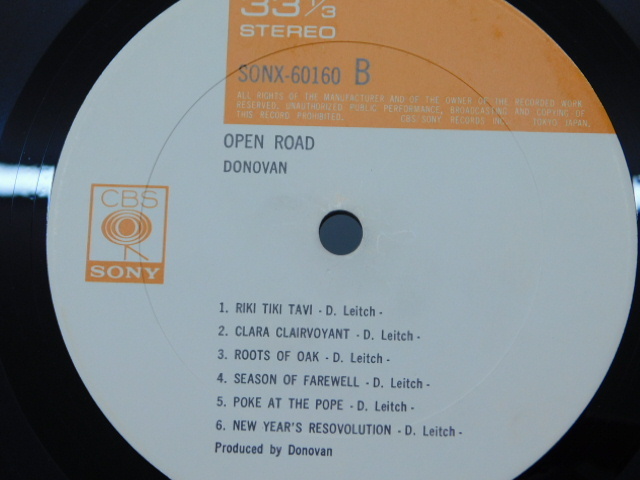 33 1/3
STEREO
SONX-60160 B
ALL RIGHTS OF THE MANUFACTURER AND OF THE OWNER OF THE RECORDED WORK
RESERVED. UNAUTHORIZED PUBLIC PERFORMANCE, BROADCASTING AND COPYING OF
THIS RECORD PROHIBITED. CBS SONY RECORDS INC. TOKYO JAPAN.
OPEN ROAD
DONOVAN
CBS
SONY
1. RIKI TIKI TAVI - D. Leitch -
2. CLARA CLAIRVOYANT - D. Leitch -
3. ROOTS OF OAK - D. Leitch -
4. SEASON OF FAREWELL - D. Leitch -
5. POKE AT THE POPE - D. Leitch -
6. NEW YEAR'S RESOVOLUTION - D. Leitch -
Produced by Donovan